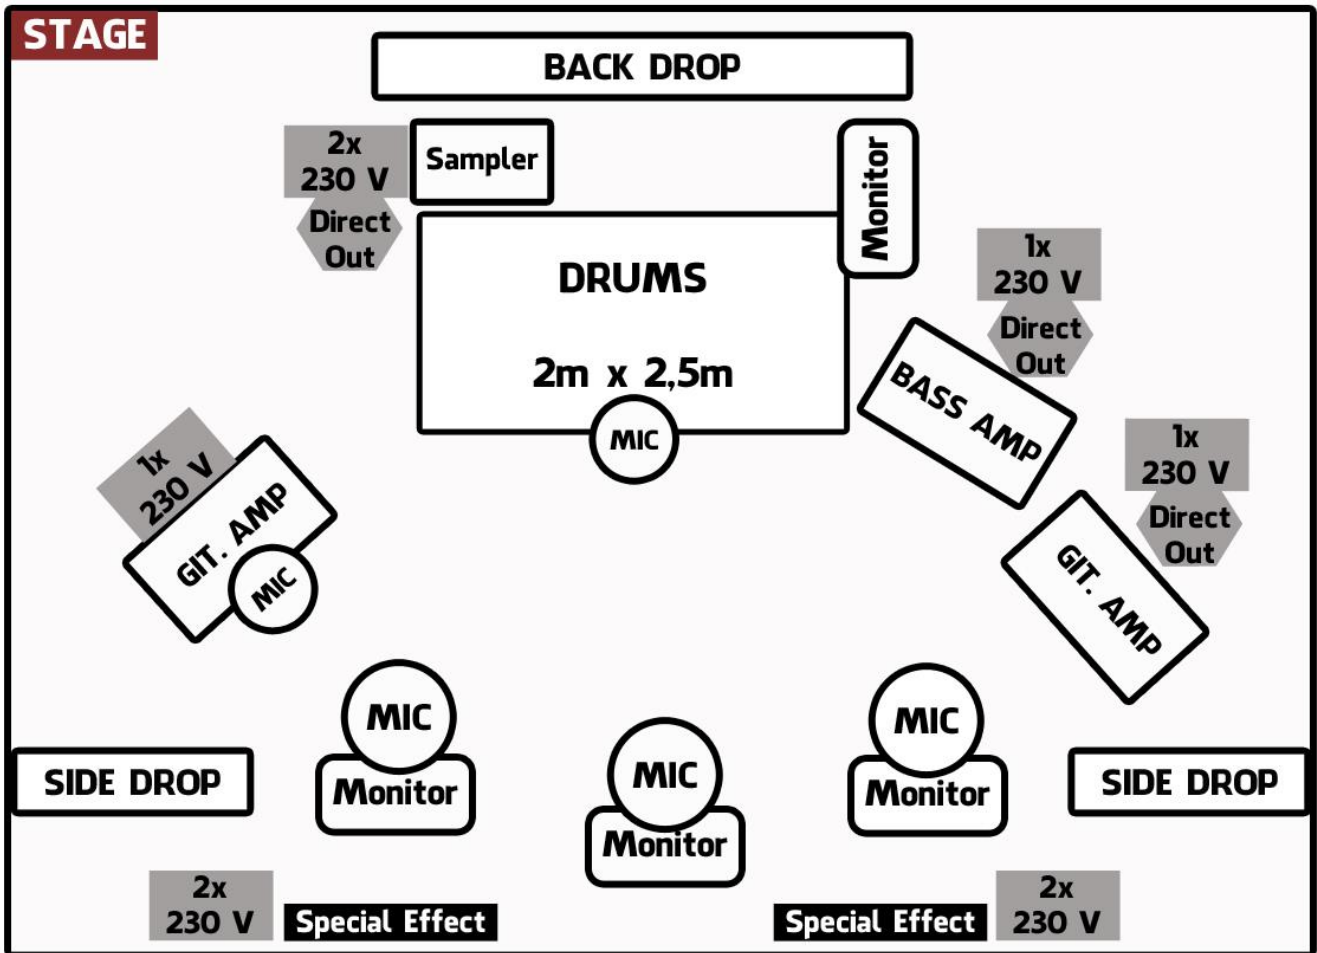 STAGE
BACK DROP
2x
230 V
Direct
Out
Sampler
Monitor
DRUMS
2m x 2,5m
MIC
1x
230 V
Direct
Out
BASS AMP
1x
230 V
GIT. AMP
MIC
1x
230 V
Direct
Out
GIT. AMP
SIDE DROP
MIC
Monitor
MIC
Monitor
MIC
Monitor
SIDE DROP
2x
230 V
Special Effect
Special Effect
2x
230 V